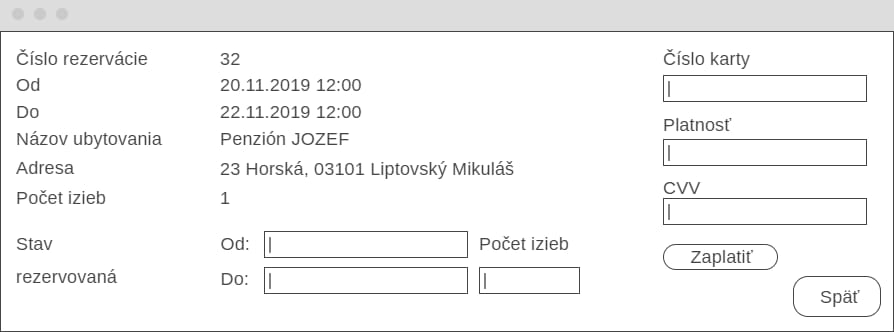 Číslo rezervácie 32
Od 20.11.2019 12:00
Do 22.11.2019 12:00
Názov ubytovania Penzión JOZEF
Adresa 23 Horská, 03101 Liptovský Mikuláš
Počet izieb 1
Stav Od: Počet izieb
rezervovaná Do:
Číslo karty
Platnosť
CVV
Zaplatiť
Späť